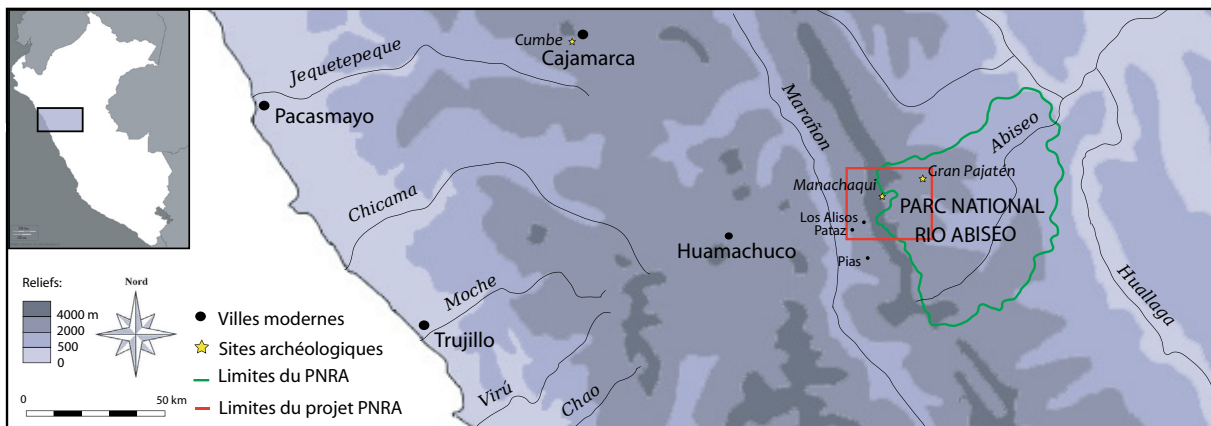 Cumbe
Cajamarca
Jequetepeque
Pacasmayo
Marañon
Abiseo
Gran Pajatén
Manachaqui
PARC NATIONAL
RIO ABISEO
Chicama
Los Alisos
Pataz
Huamachuco
Pias
Huallaga
Moche
Trujillo
Virú
Chao
Reliefs:
4000 m
2000
500
0
Nord
0 50 km
Villes modernes
Sites archéologiques
Limites du PNRA
Limites du projet PNRA